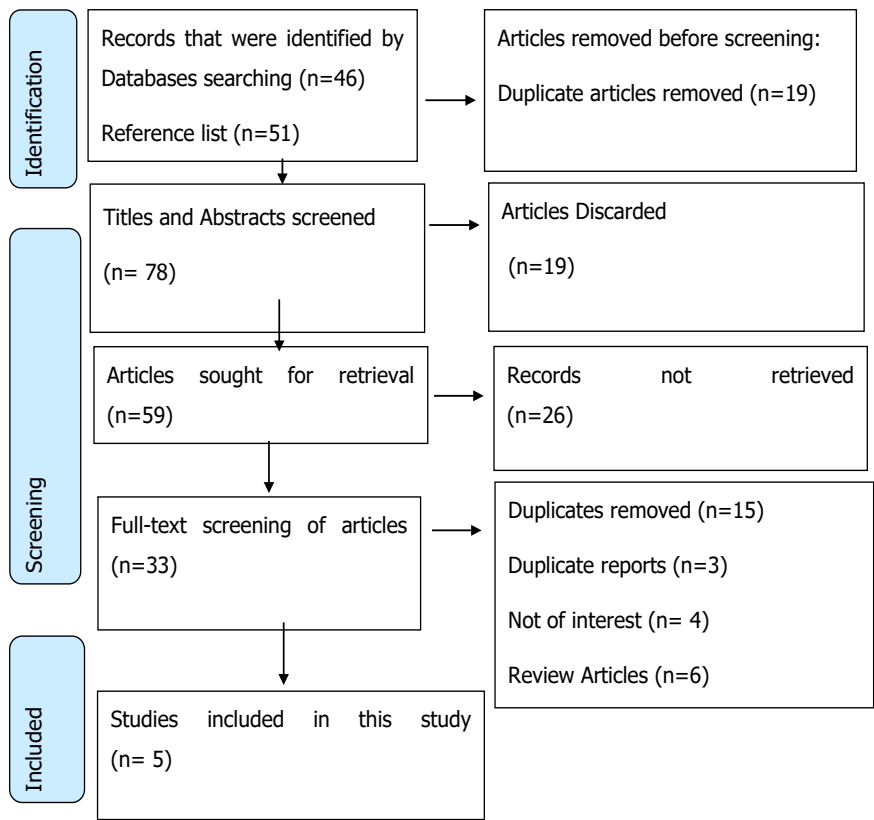 Identification
Records that were identified by
Databases searching (n=46)
Reference list (n=51)
Articles removed before screening:
Duplicate articles removed (n=19)
Screening
Titles and Abstracts screened
(n= 78)
Articles Discarded
(n=19)
Articles sought for retrieval
(n=59)
Records not retrieved
(n=26)
Full-text screening of articles
(n=33)
Duplicates removed (n=15)
Duplicate reports (n=3)
Not of interest (n= 4)
Review Articles (n=6)
Included
Studies included in this study
(n= 5)